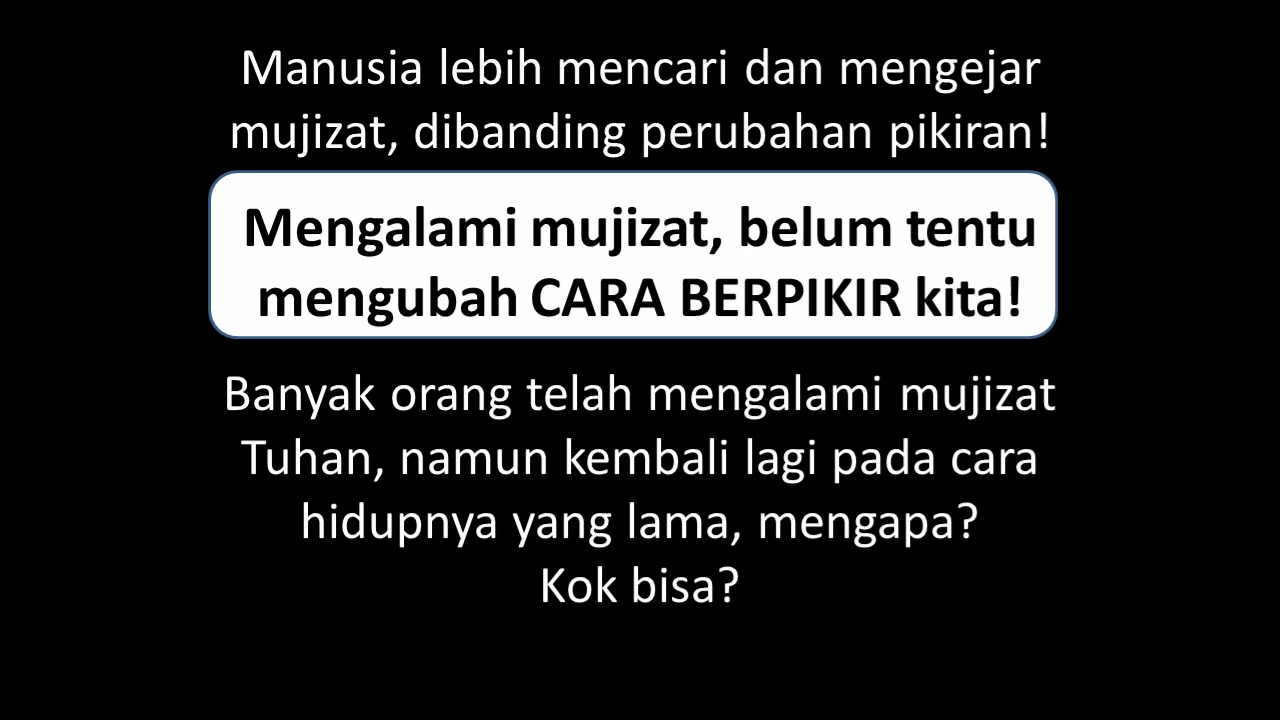 Manusia lebih mencari dan mengejar
mujizat, dibanding perubahan pikiran!
Mengalami mujizat, belum tentu
mengubah CARA BERPIKIR kita!
Banyak orang telah mengalami mujizat
Tuhan, namun kembali lagi pada cara
hidupnya yang lama, mengapa?
Kok bisa?